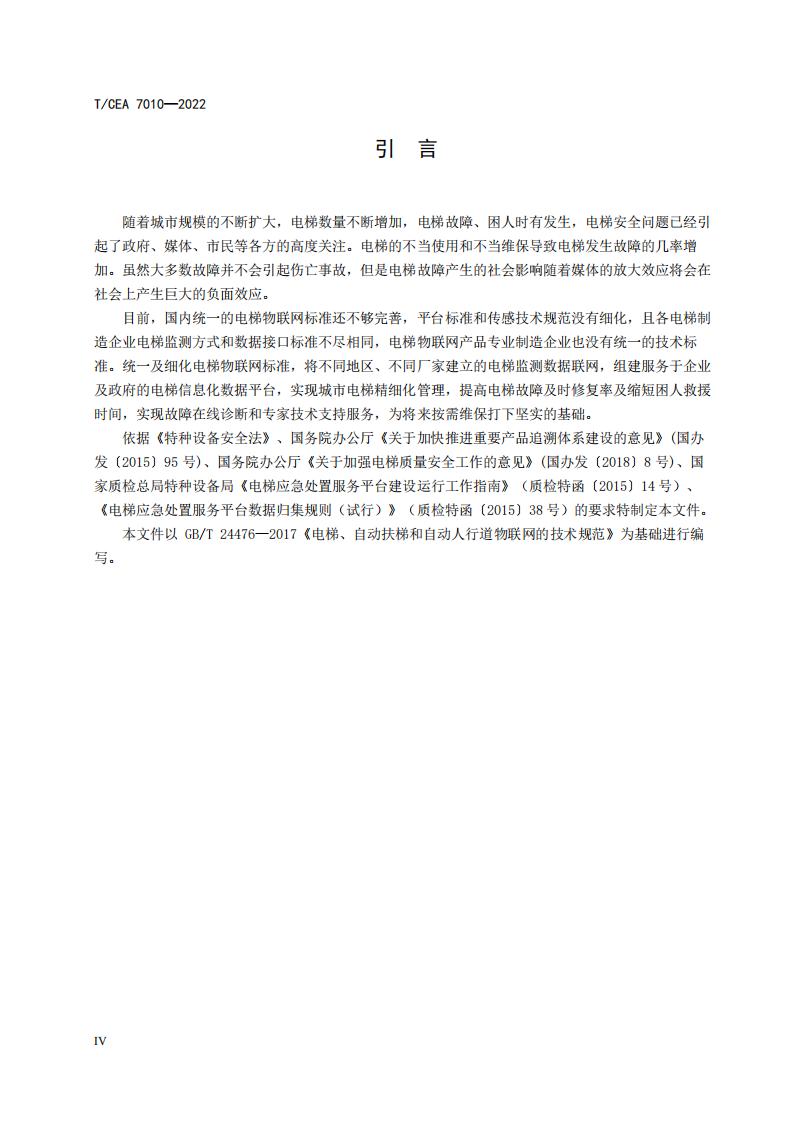 T/CEA 7010—2022
引 言
随着城市规模的不断扩大，电梯数量不断增加，电梯故障、困人时有发生，电梯安全问题已经引
起了政府、媒体、市民等各方的高度关注。电梯的不当使用和不当维保导致电梯发生故障的几率增
加。虽然大多数故障并不会引起伤亡事故，但是电梯故障产生的社会影响随着媒体的放大效应将会在
社会上产生巨大的负面效应。
目前，国内统一的电梯物联网标准还不够完善，平台标准和传感技术规范没有细化，且各电梯制
造企业电梯监测方式和数据接口标准不尽相同，电梯物联网产品专业制造企业也没有统一的技术标
准。统一及细化电梯物联网标准，将不同地区、不同厂家建立的电梯监测数据联网，组建服务于企业
及政府的电梯信息化数据平台，实现城市电梯精细化管理，提高电梯故障及时修复率及缩短困人救援
时间，实现故障在线诊断和专家技术支持服务，为将来按需维保打下坚实的基础。
依据《特种设备安全法》、国务院办公厅《关于加快推进重要产品追溯体系建设的意见》(国办
发〔2015〕95 号)、国务院办公厅《关于加强电梯质量安全工作的意见》(国办发〔2018〕8 号)、国
家质检总局特种设备局《电梯应急处置服务平台建设运行工作指南》（质检特函〔2015〕14 号）、
《电梯应急处置服务平台数据归集规则（试行）》（质检特函〔2015〕38 号）的要求特制定本文件。
本文件以 GB/T 24476—2017《电梯、自动扶梯和自动人行道物联网的技术规范》为基础进行编
写。
IV